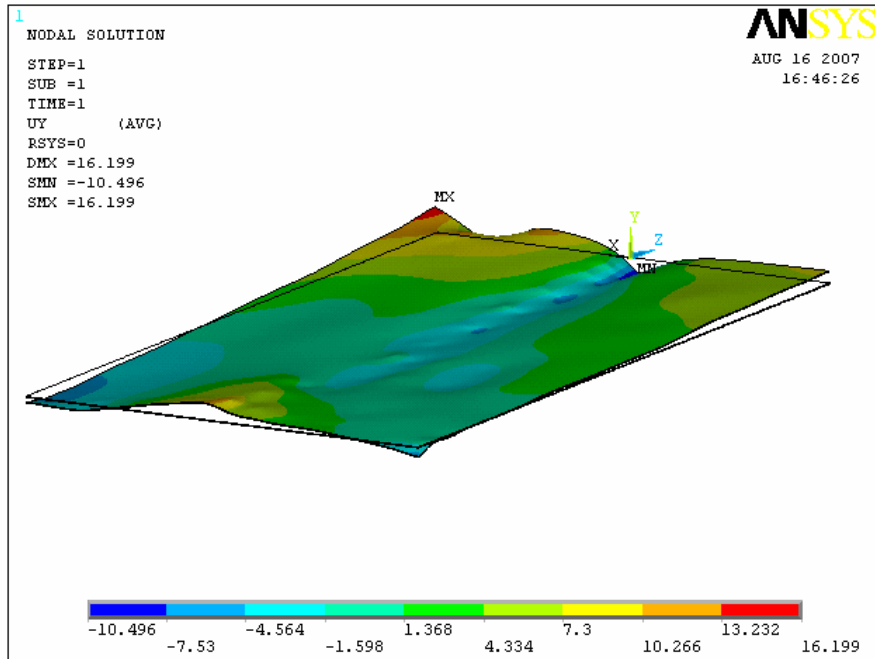 1
NODAL SOLUTION
STEP=1
SUB =1
TIME=1
UY (AVG)
RSYS=0
DMX =16.199
SMN =-10.496
SMX =16.199
ANSYS
AUG 16 2007
16:46:26
MX
Y
X
Z
MN
-10.496 -4.564 1.368 7.3 13.232
-7.53 -1.598 4.334 10.266 16.199